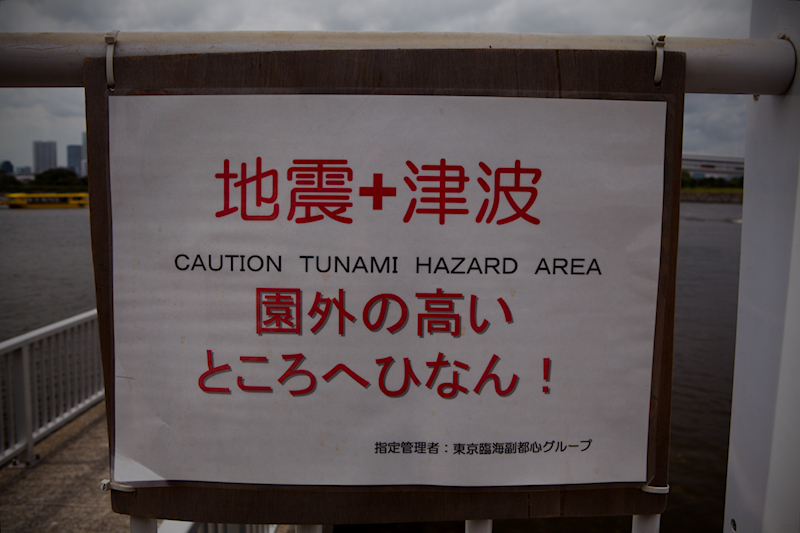 地震+津波
CAUTION TUNAMI HAZARD AREA
園外の高い
ところへひなん!
指定管理者:東京臨海副都心グループ